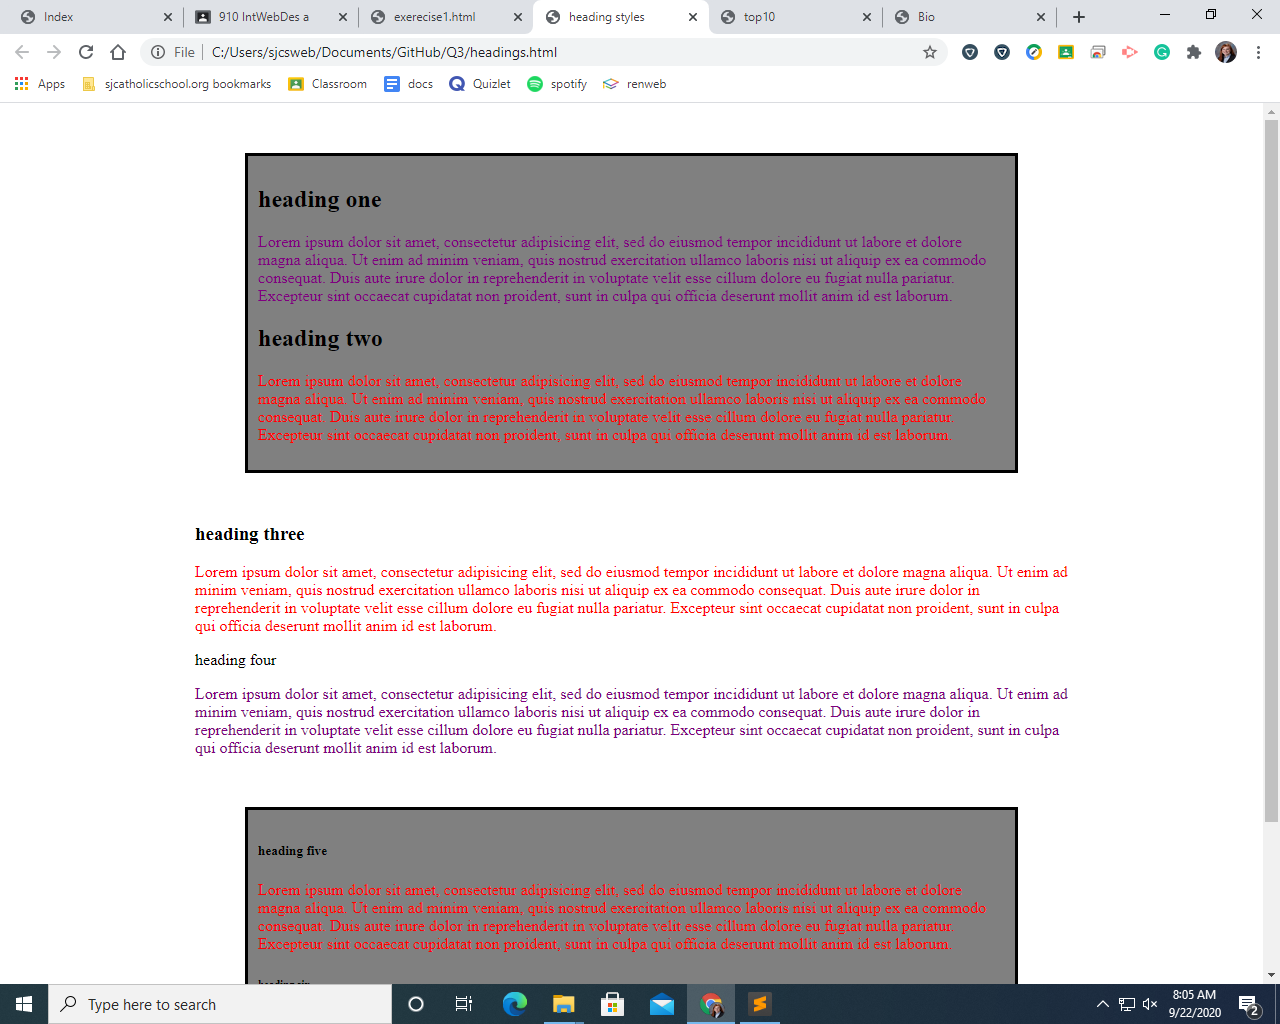 Index
910 IntWebDes a
exerecise1.html
heading styles
top10
Bio
File
C:/Users/sjcsweb/Documents/GitHub/Q3/headings.html
Apps
sjcatholicschool.org bookmarks
Classroom
docs
Quizlet
spotify
renweb
heading one
Lorem ipsum dolor sit amet, consectetur adipisicing elit, sed do eiusmod tempor incididunt ut labore et dolore
magna aliqua. Ut enim ad minim veniam, quis nostrud exercitation ullamco laboris nisi ut aliquip ex ea commodo
consequat. Duis aute irure dolor in reprehenderit in voluptate velit esse cillum dolore eu fugiat nulla pariatur.
Excepteur sint occaecat cupidatat non proident, sunt in culpa qui officia deserunt mollit anim id est laborum.
heading two
Lorem ipsum dolor sit amet, consectetur adipisicing elit, sed do eiusmod tempor incididunt ut labore et dolore
magna aliqua. Ut enim ad minim veniam, quis nostrud exercitation ullamco laboris nisi ut aliquip ex ea commodo
consequat. Duis aute irure dolor in reprehenderit in voluptate velit esse cillum dolore eu fugiat nulla pariatur.
Excepteur sint occaecat cupidatat non proident, sunt in culpa qui officia deserunt mollit anim id est laborum.
heading three
Lorem ipsum dolor sit amet, consectetur adipisicing elit, sed do eiusmod tempor incididunt ut labore et dolore magna aliqua. Ut enim ad
minim veniam, quis nostrud exercitation ullamco laboris nisi ut aliquip ex ea commodo consequat. Duis aute irure dolor in
reprehenderit in voluptate velit esse cillum dolore eu fugiat nulla pariatur. Excepteur sint occaecat cupidatat non proident, sunt in culpa
qui officia deserunt mollit anim id est laborum.
heading four
Lorem ipsum dolor sit amet, consectetur adipisicing elit, sed do eiusmod tempor incididunt ut labore et dolore magna aliqua. Ut enim ad
minim veniam, quis nostrud exercitation ullamco laboris nisi ut aliquip ex ea commodo consequat. Duis aute irure dolor in
reprehenderit in voluptate velit esse cillum dolore eu fugiat nulla pariatur. Excepteur sint occaecat cupidatat non proident, sunt in culpa
qui officia deserunt mollit anim id est laborum.
heading five
Lorem ipsum dolor sit amet, consectetur adipisicing elit, sed do eiusmod tempor incididunt ut labore et dolore
magna aliqua. Ut enim ad minim veniam, quis nostrud exercitation ullamco laboris nisi ut aliquip ex ea commodo
consequat. Duis aute irure dolor in reprehenderit in voluptate velit esse cillum dolore eu fugiat nulla pariatur.
Excepteur sint occaecat cupidatat non proident, sunt in culpa qui officia deserunt mollit anim id est laborum.
Type here to search
8:05 AM
9/22/2020
2